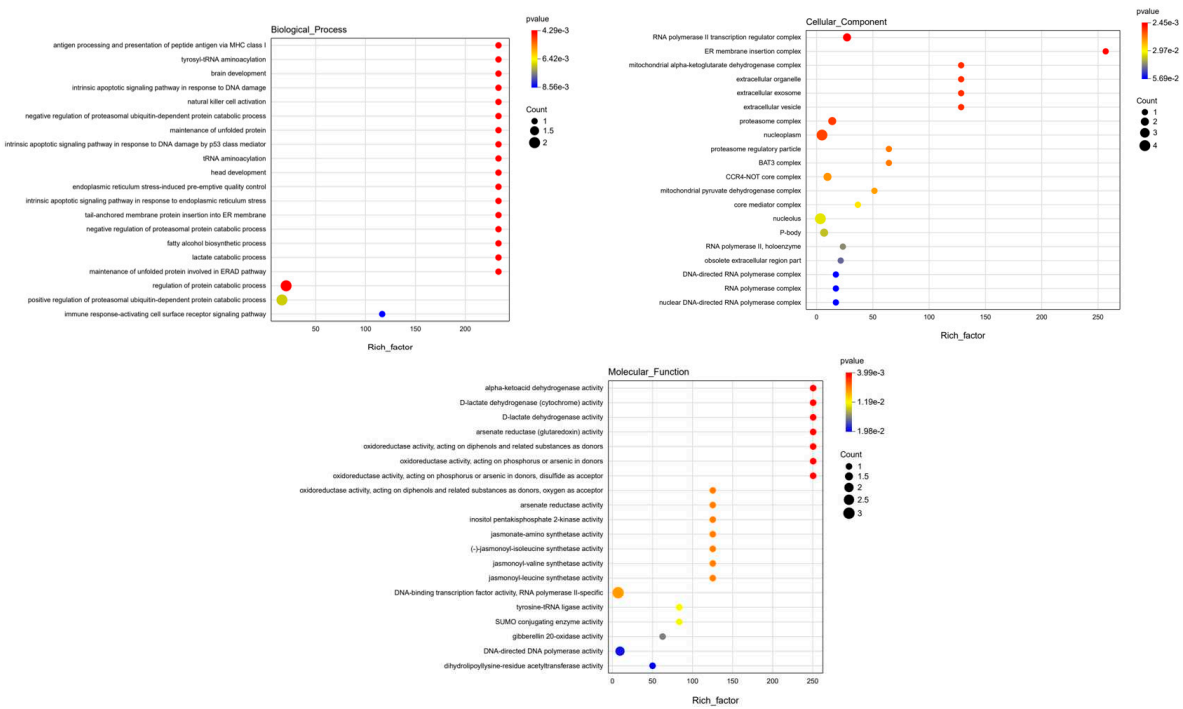 Biological_Process
antigen processing and presentation of peptide antigen via MHC class I
tyrosyl-tRNA aminoacylation
brain development
intrinsic apoptotic signaling pathway in response to DNA damage
natural killer cell activation
negative regulation of proteasomal ubiquitin-dependent protein catabolic process
maintenance of unfolded protein
intrinsic apoptotic signaling pathway in response to DNA damage by p53 class mediator
tRNA aminoacylation
head development
endoplasmic reticulum stress-induced pre-emptive quality control
intrinsic apoptotic signaling pathway in response to endoplasmic reticulum stress
tail-anchored membrane protein insertion into ER membrane
negative regulation of proteasomal protein catabolic process
fatty alcohol biosynthetic process
lactate catabolic process
maintenance of unfolded protein involved in ERAD pathway
regulation of protein catabolic process
positive regulation of proteasomal ubiquitin-dependent protein catabolic process
immune response-activating cell surface receptor signaling pathway
50 100 150 200
Rich_factor
pvalue
4.29e-3
6.42e-3
8.56e-3
Count
1
1.5
2
Cellular_Component
RNA polymerase II transcription regulator complex
ER membrane insertion complex
mitochondrial alpha-ketoglutarate dehydrogenase complex
extracellular organelle
extracellular exosome
extracellular vesicle
proteasome complex
nucleoplasm
proteasome regulatory particle
BAT3 complex
CCR4-NOT core complex
mitochondrial pyruvate dehydrogenase complex
core mediator complex
nucleolus
P-body
RNA polymerase II, holoenzyme
obsolete extracellular region part
DNA-directed RNA polymerase complex
RNA polymerase complex
nuclear DNA-directed RNA polymerase complex
0 50 100 150 200 250
Rich_factor
pvalue
2.45e-3
2.97e-2
5.69e-2
Count
1
2
3
4
Molecular_Function
alpha-ketoacid dehydrogenase activity
D-lactate dehydrogenase (cytochrome) activity
D-lactate dehydrogenase activity
arsenate reductase (glutaredoxin) activity
oxidoreductase activity, acting on diphenols and related substances as donors
oxidoreductase activity, acting on phosphorus or arsenic in donors
oxidoreductase activity, acting on phosphorus or arsenic in donors, disulfide as acceptor
oxidoreductase activity, acting on diphenols and related substances as donors, oxygen as acceptor
arsenate reductase activity
inositol pentakisphosphate 2-kinase activity
jasmonate-amino synthetase activity
(-)-jasmonoyl-isoleucine synthetase activity
jasmonoyl-valine synthetase activity
jasmonoyl-leucine synthetase activity
DNA-binding transcription factor activity, RNA polymerase II-specific
tyrosine-tRNA ligase activity
SUMO conjugating enzyme activity
gibberellin 20-oxidase activity
DNA-directed DNA polymerase activity
dihydrolipoyllysine-residue acetyltransferase activity
0 50 100 150 200 250
Rich_factor
pvalue
3.99e-3
1.19e-2
1.98e-2
Count
1
1.5
2
2.5
3